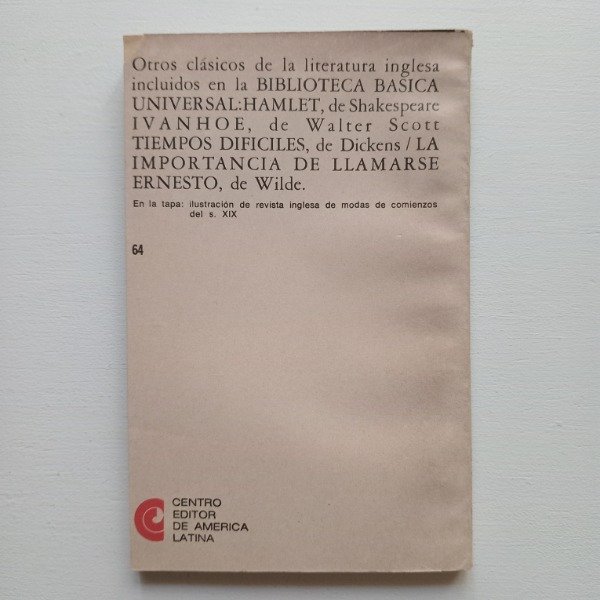 Otros clásicos de la literatura inglesa
incluidos en la BIBLIOTECA BASICA
UNIVERSAL:HAMLET, de Shakespeare
IVANHOE, de Walter Scott
TIEMPOS DIFICILES, de Dickens / LA
IMPORTANCIA DE LLAMARSE
ERNESTO, de Wilde.
En la tapa: ilustración de revista inglesa de modas de comienzos
del s. XIX
64
CENTRO
EDITOR
DE AMERICA
LATINA